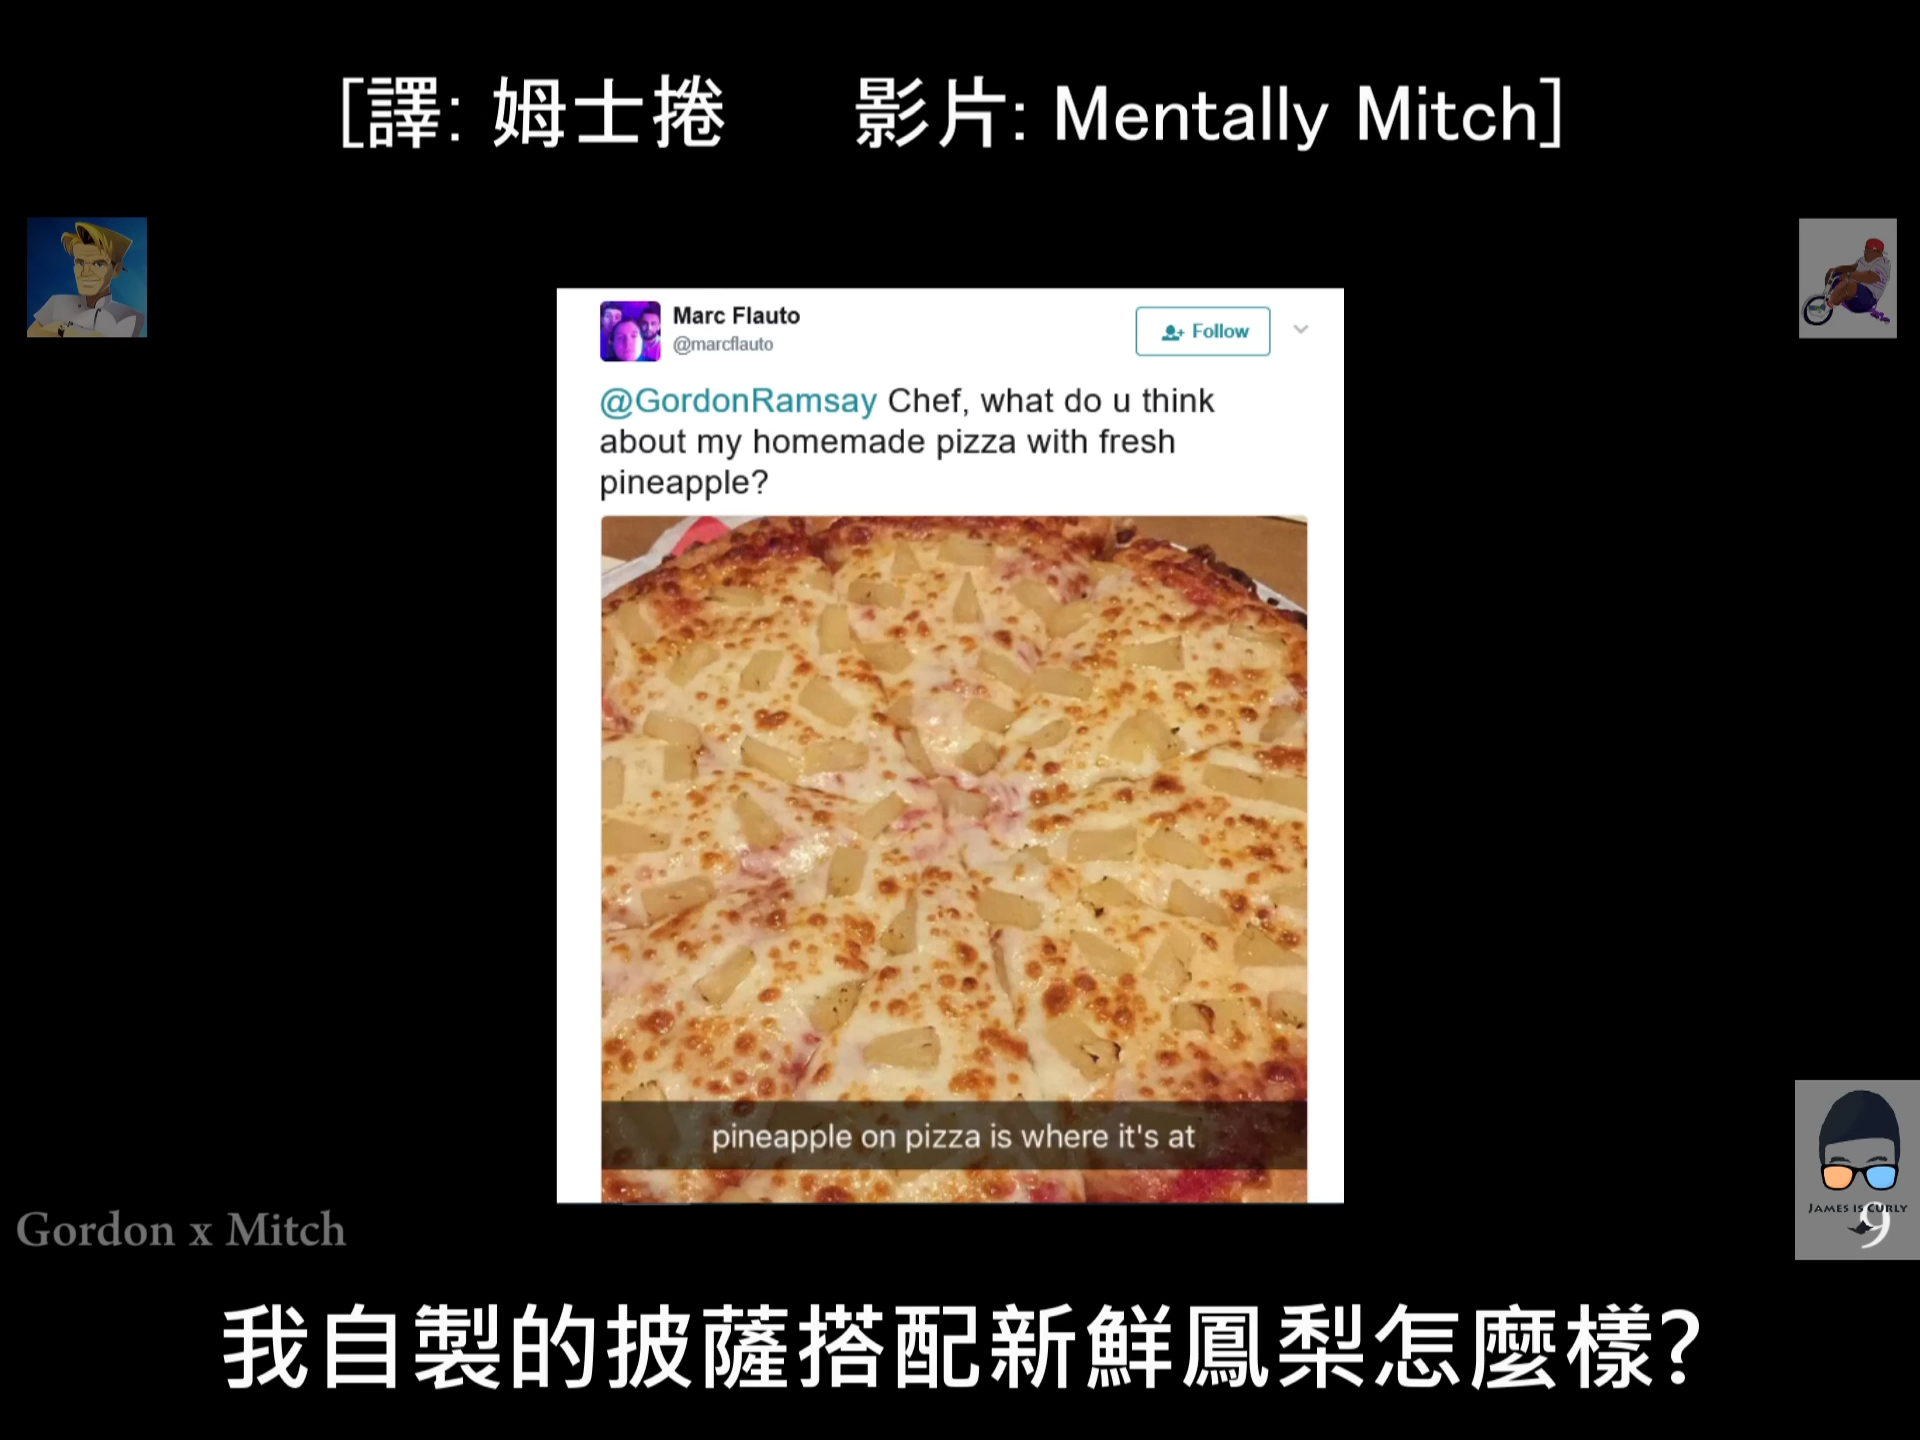 [譯: 姆士捲 影片: Mentally Mitch]
Marc Flauto
@marcflauto
Follow
@GordonRamsay Chef, what do u think
about my homemade pizza with fresh
pineapple?
pineapple on pizza is where it's at
JAMES IS CURLY
9
Gordon x Mitch
我自製的披薩搭配新鮮鳳梨怎麼樣?